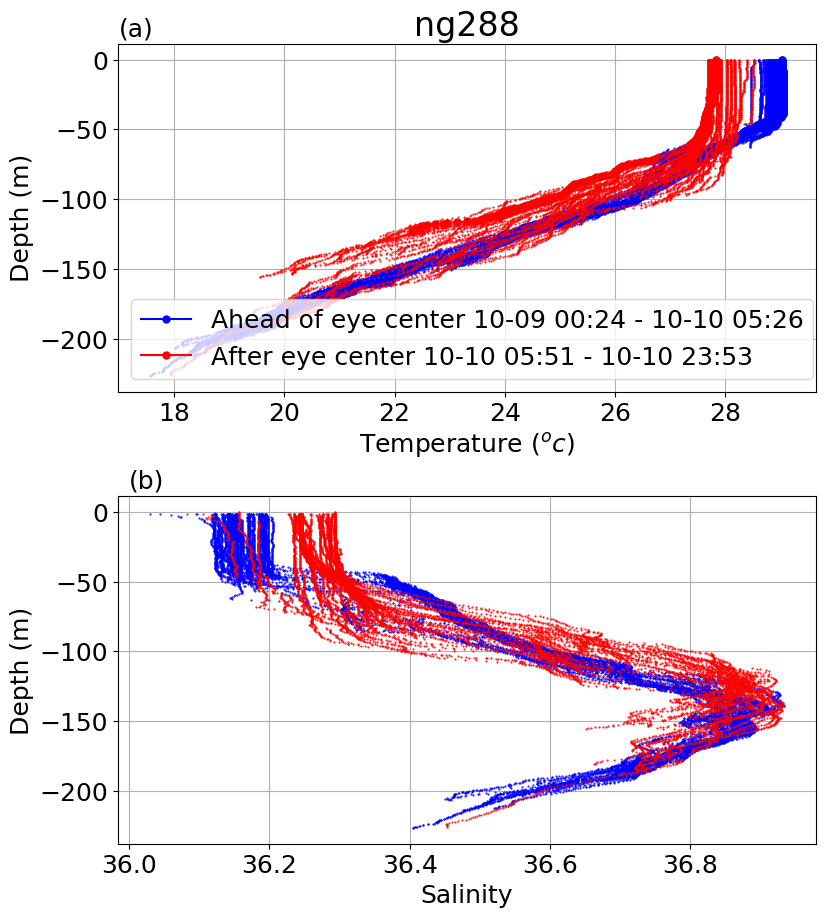 (a)
ng288
0
−50
−100
−150
−200
Depth (m)
Ahead of eye center 10-09 00:24 - 10-10 05:26
After eye center 10-10 05:51 - 10-10 23:53
18 20 22 24 26 28
Temperature (°c)
(b)
0
−50
−100
−150
−200
Depth (m)
36.0 36.2 36.4 36.6 36.8
Salinity